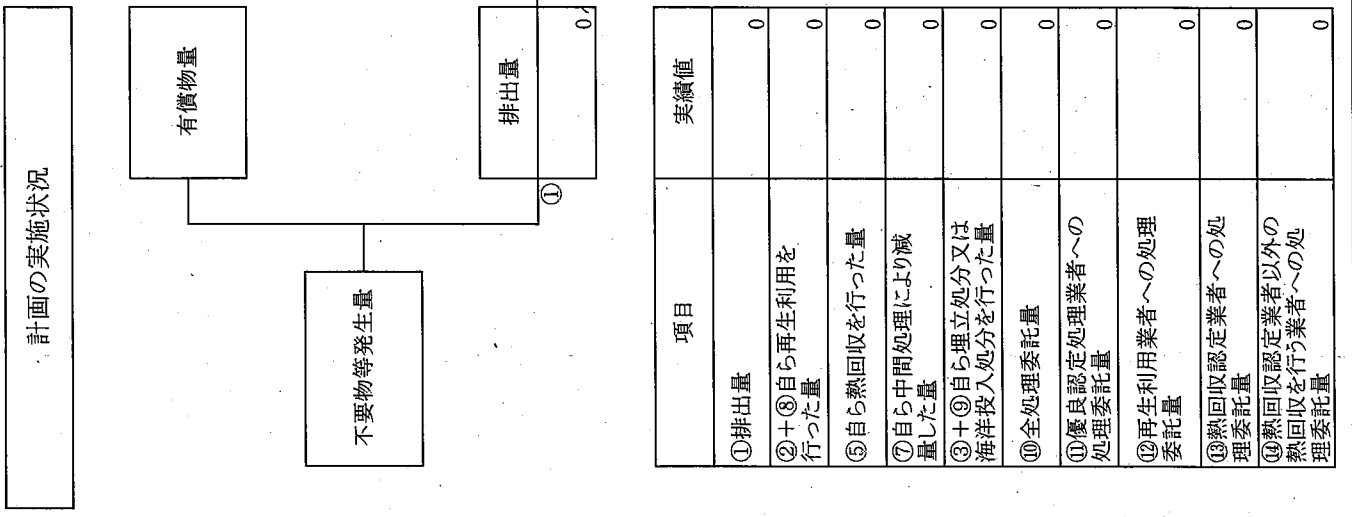 計画の実施状況
有償物量
不要物等発生量
排出量
①
0
項目
実績値
①排出量
0
②+⑧自ら再生利用を
行った量
0
⑤自ら熱回収を行った量
0
⑦自ら中間処理により減
量した量
0
③+⑨自ら埋立処分又は
海洋投入処分を行った量
0
⑩全処理委託量
0
⑪優良認定処理業者への
処理委託量
0
⑫再生利用業者への処理
委託量
0
⑬熱回収認定業者への処
理委託量
0
⑭熱回収認定業者以外の
熱回収を行う業者への処
理委託量
0